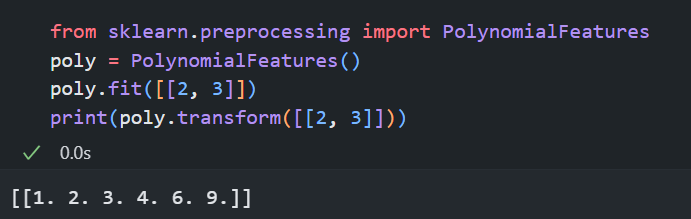 from sklearn.preprocessing import PolynomialFeatures
poly = PolynomialFeatures()
poly.fit([[2, 3]])
print(poly.transform([[2, 3]]))
✓ 0.0s
[[1. 2. 3. 4. 6. 9.]]